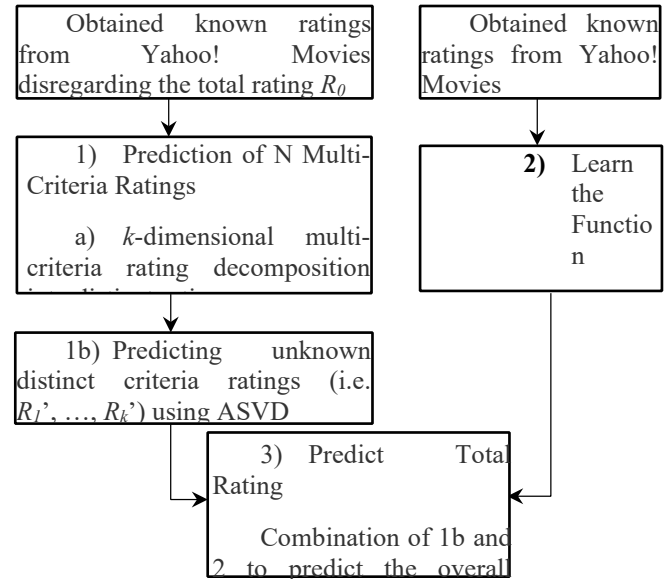 Obtained known ratings
from Yahoo! Movies
disregarding the total rating R0
Obtained known
ratings from Yahoo!
Movies
1) Prediction of N Multi-
Criteria Ratings
a) k-dimensional multi-
criteria rating decomposition
2) Learn
the
Functio
n
1b) Predicting unknown
distinct criteria ratings (i.e.
R1’, …, Rk’) using ASVD
3) Predict Total
Rating
Combination of 1b and
2 to predict the overall